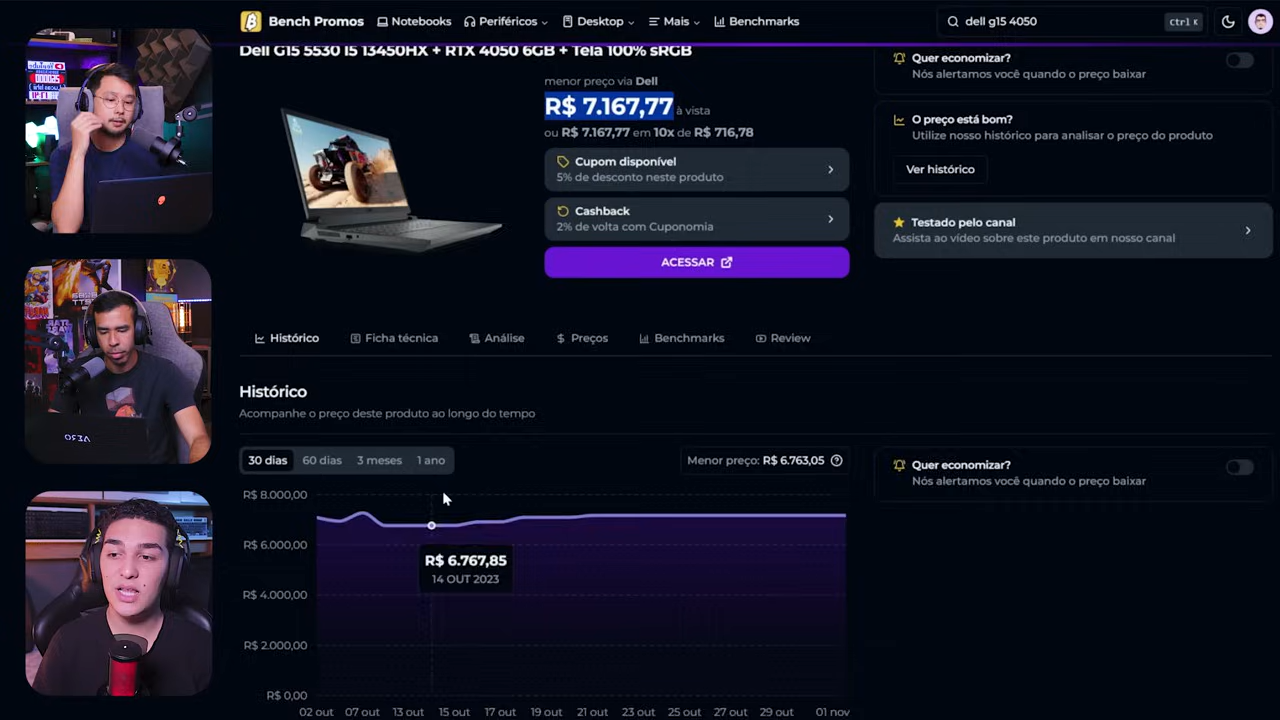 Bench Promos
Notebooks
Periféricos
Desktop
Mais
Benchmarks
dell g15 4050
Ctrl K
Dell G15 5530 i5 13450HX + RTX 4050 6GB + Tela 100% sRGB
menor preço via Dell
R$ 7.167,77 à vista
ou R$ 7.167,77 em 10x de R$ 716,78
Cupom disponível
5% de desconto neste produto
Cashback
2% de volta com Cuponomia
ACESSAR
Quer economizar?
Nós alertamos você quando o preço baixar
O preço está bom?
Utilize nosso histórico para analisar o preço do produto
Ver histórico
Testado pelo canal
Assista ao vídeo sobre este produto em nosso canal
Histórico
Ficha técnica
Análise
Preços
Benchmarks
Review
Histórico
Acompanhe o preço deste produto ao longo do tempo
30 dias
60 dias
3 meses
1 ano
Menor preço: R$ 6.763,05
Quer economizar?
Nós alertamos você quando o preço baixar
R$ 8.000,00
R$ 6.000,00
R$ 4.000,00
R$ 2.000,00
R$ 0,00
R$ 6.767,85
14 OUT 2023
02 out
07 out
13 out
15 out
17 out
19 out
21 out
23 out
25 out
27 out
29 out
01 nov